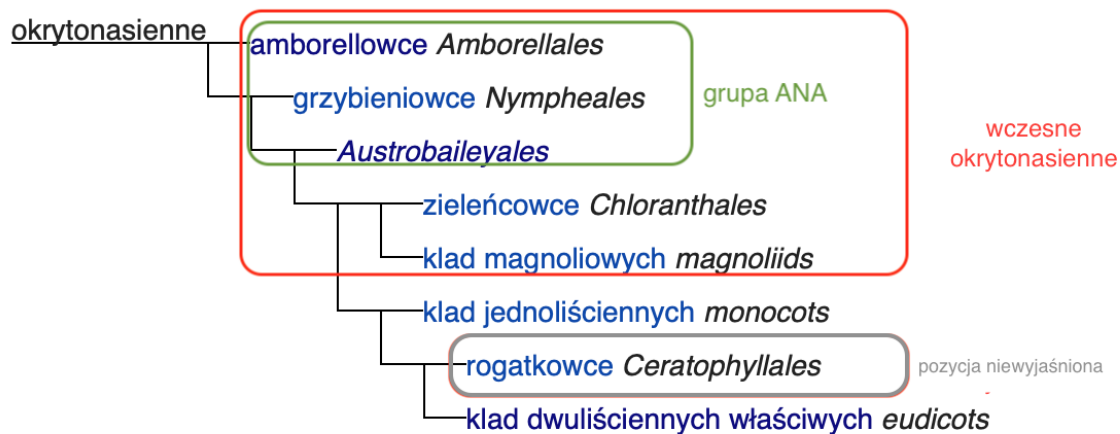 okrytonasienne
amborellowce Amborellales
grzybieniowce Nympheales
grupa ANA
wczesne
okrytonasienne
Austrobaileyales
zieleńcowce Chloranthales
klad magnoliowych magnoliids
klad jednoliściennych monocots
rogatkowce Ceratophyllales
pozycja niewyjaśniona
klad dwuliściennych właściwych eudicots